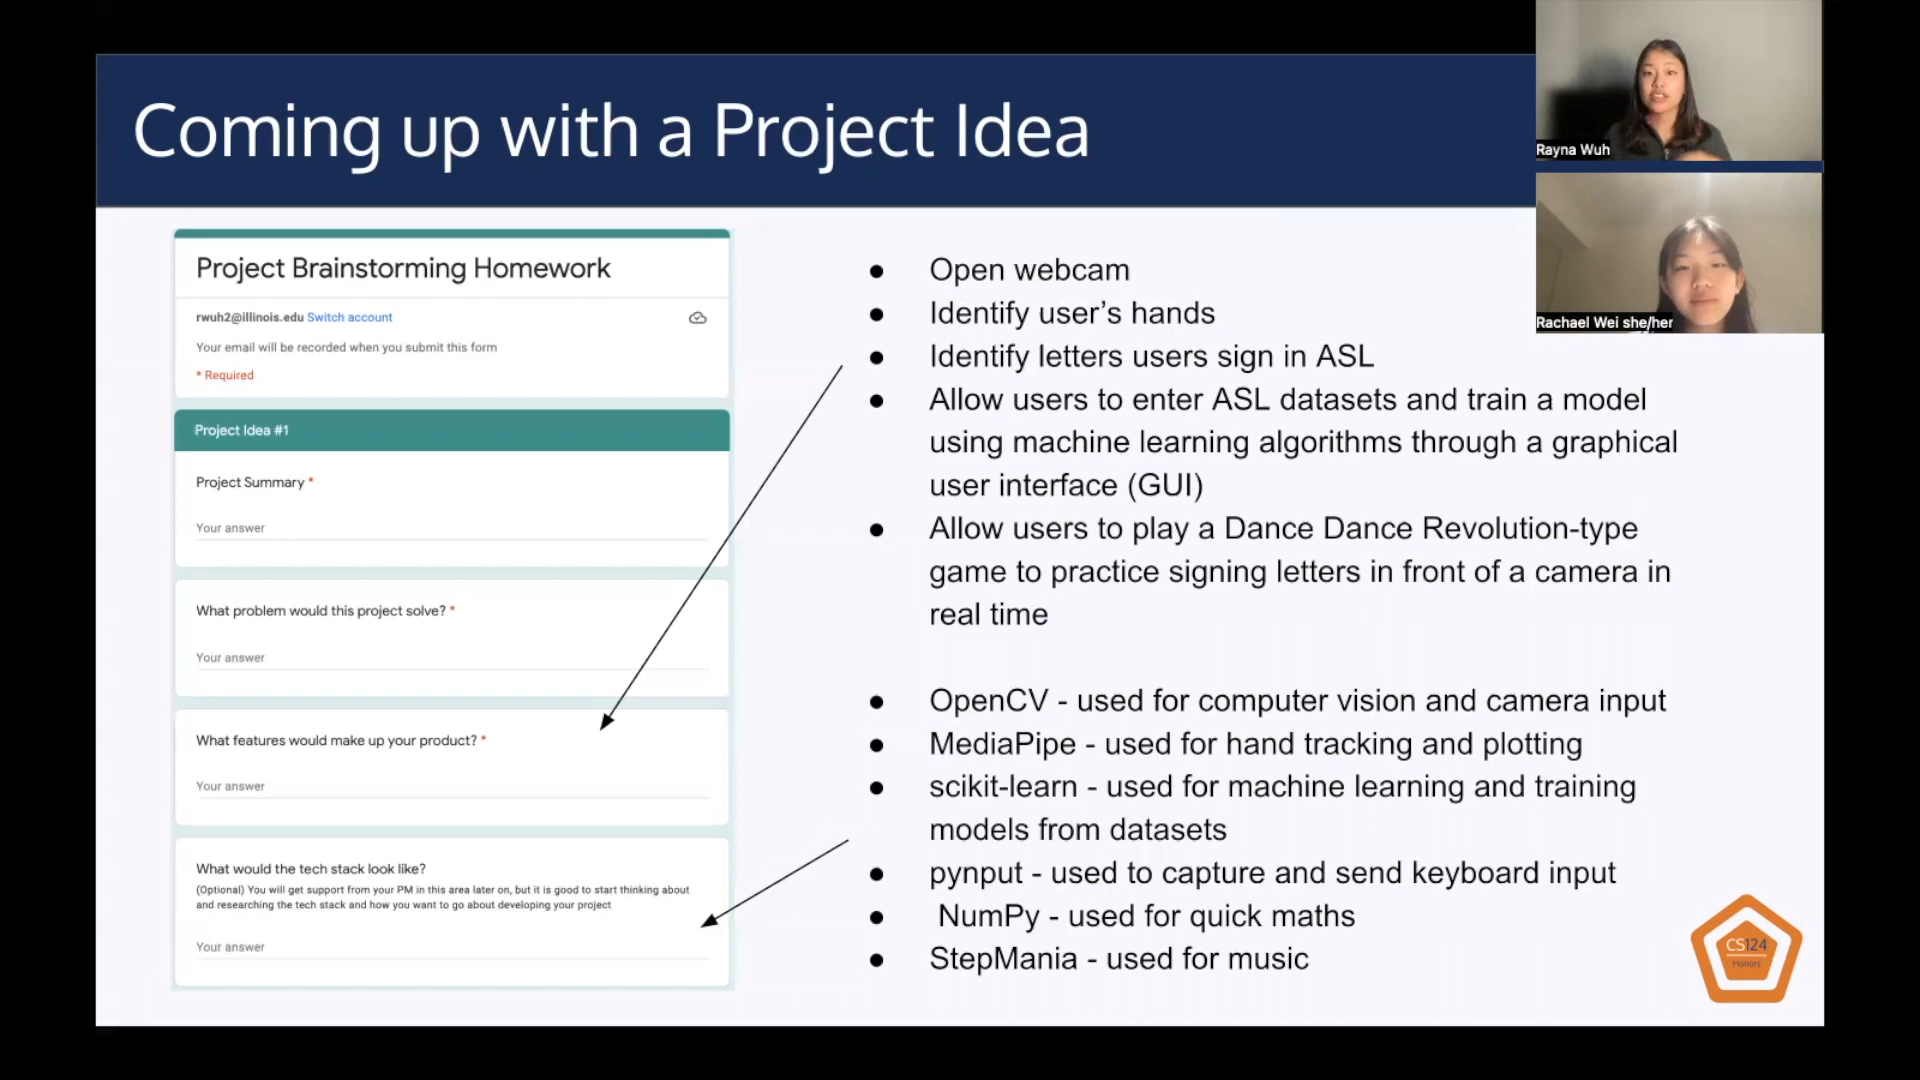 Coming up with a Project Idea
Rayna Wuh
Rachael Wei she/her
Project Brainstorming Homework
rwuh2@illinois.edu Switch account
Your email will be recorded when you submit this form
* Required
Project Idea #1
Project Summary *
Your answer
What problem would this project solve? *
Your answer
What features would make up your product? *
Your answer
What would the tech stack look like?
(Optional) You will get support from your PM in this area later on, but it is good to start thinking about
and researching the tech stack and how you want to go about developing your project
Your answer
● Open webcam
● Identify user's hands
● Identify letters users sign in ASL
● Allow users to enter ASL datasets and train a model
using machine learning algorithms through a graphical
user interface (GUI)
● Allow users to play a Dance Dance Revolution-type
game to practice signing letters in front of a camera in
real time
● OpenCV - used for computer vision and camera input
● MediaPipe - used for hand tracking and plotting
● scikit-learn - used for machine learning and training
models from datasets
● pynput - used to capture and send keyboard input
● NumPy - used for quick maths
● StepMania - used for music
CS124
Honors